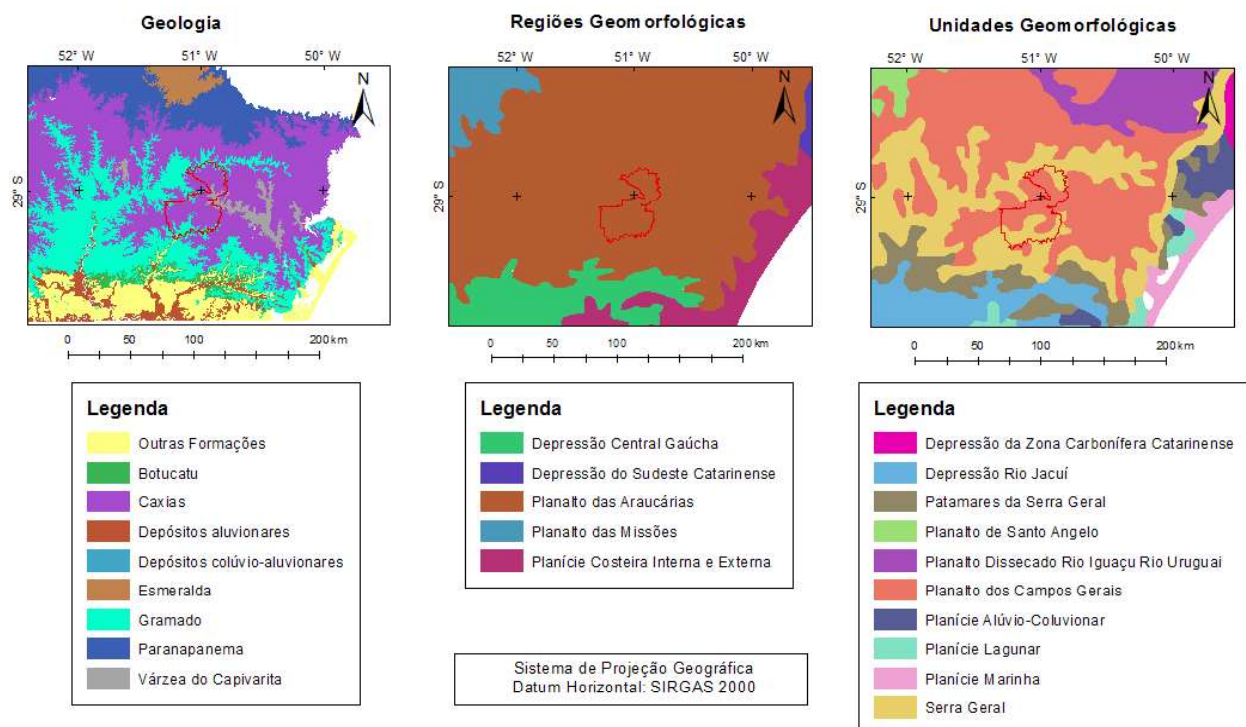 Geologia
52° W
51° W
50° W
N
29° S
0
50
100
200 km
Legenda
Outras Formações
Botucatu
Caxias
Depósitos aluvionares
Depósitos colúvio-aluvionares
Esmeralda
Gramado
Paranapanema
Várzea do Capivarita
Regiões Geomorfológicas
52° W
51° W
50° W
N
29° S
0
50
100
200 km
Legenda
Depressão Central Gaúcha
Depressão do Sudeste Catarinense
Planalto das Araucárias
Planalto das Missões
Planície Costeira Interna e Externa
Sistema de Projeção Geográfica
Datum Horizontal: SIRGAS 2000
Unidades Geomorfológicas
52° W
51° W
50° W
N
29° S
0
50
100
200 km
Legenda
Depressão da Zona Carbonífera Catarinense
Depressão Rio Jacuí
Patamares da Serra Geral
Planalto de Santo Angelo
Planalto Dissecado Rio Iguaçu Rio Uruguai
Planalto dos Campos Gerais
Planície Alúvio-Coluvionar
Planície Lagunar
Planície Marinha
Serra Geral